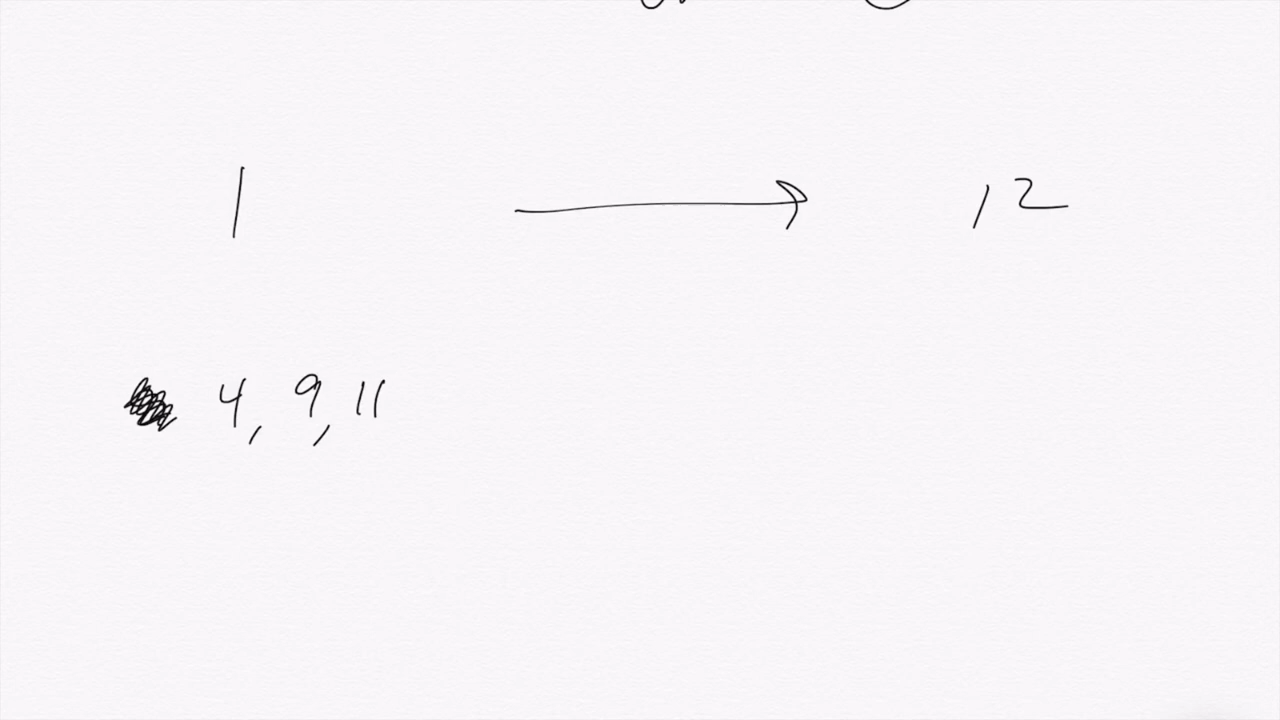 1 → 12
4, 9, 11